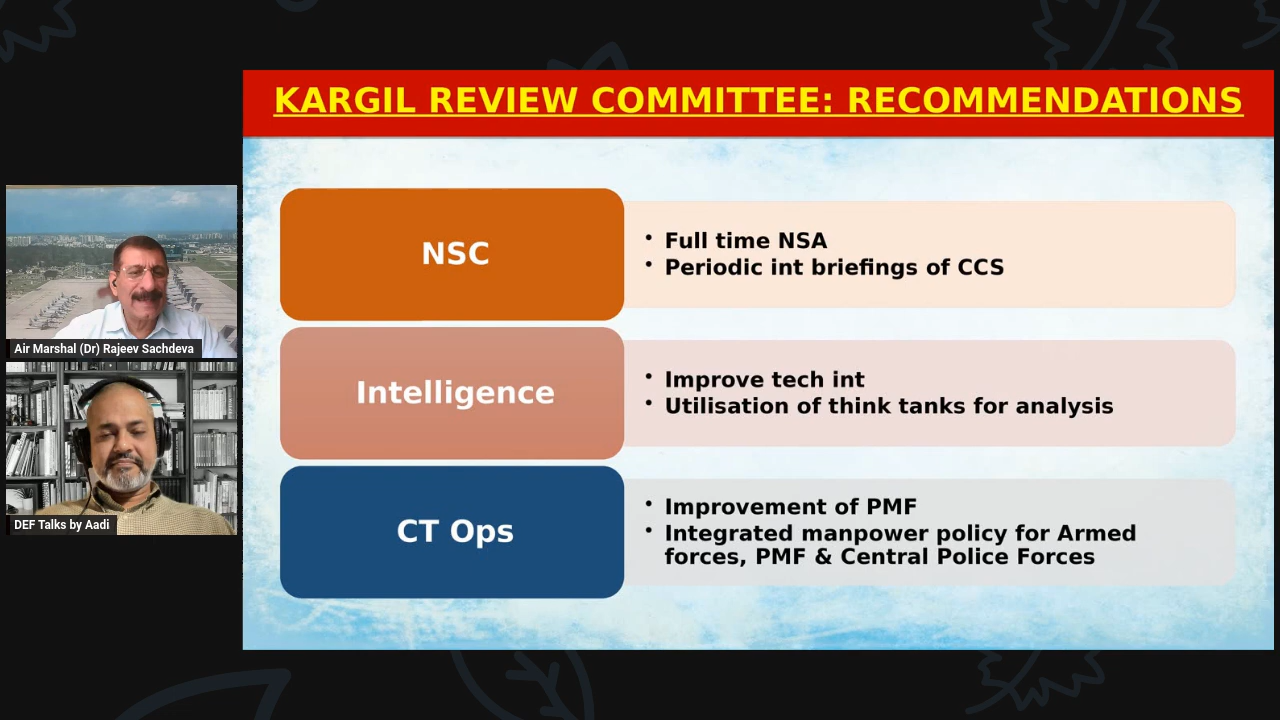 KARGIL REVIEW COMMITTEE: RECOMMENDATIONS
NSC
• Full time NSA
• Periodic int briefings of CCS
Intelligence
• Improve tech int
• Utilisation of think tanks for analysis
CT Ops
• Improvement of PMF
• Integrated manpower policy for Armed
forces, PMF & Central Police Forces
Air Marshal (Dr) Rajeev Sachdeva
DEF Talks by Aadi